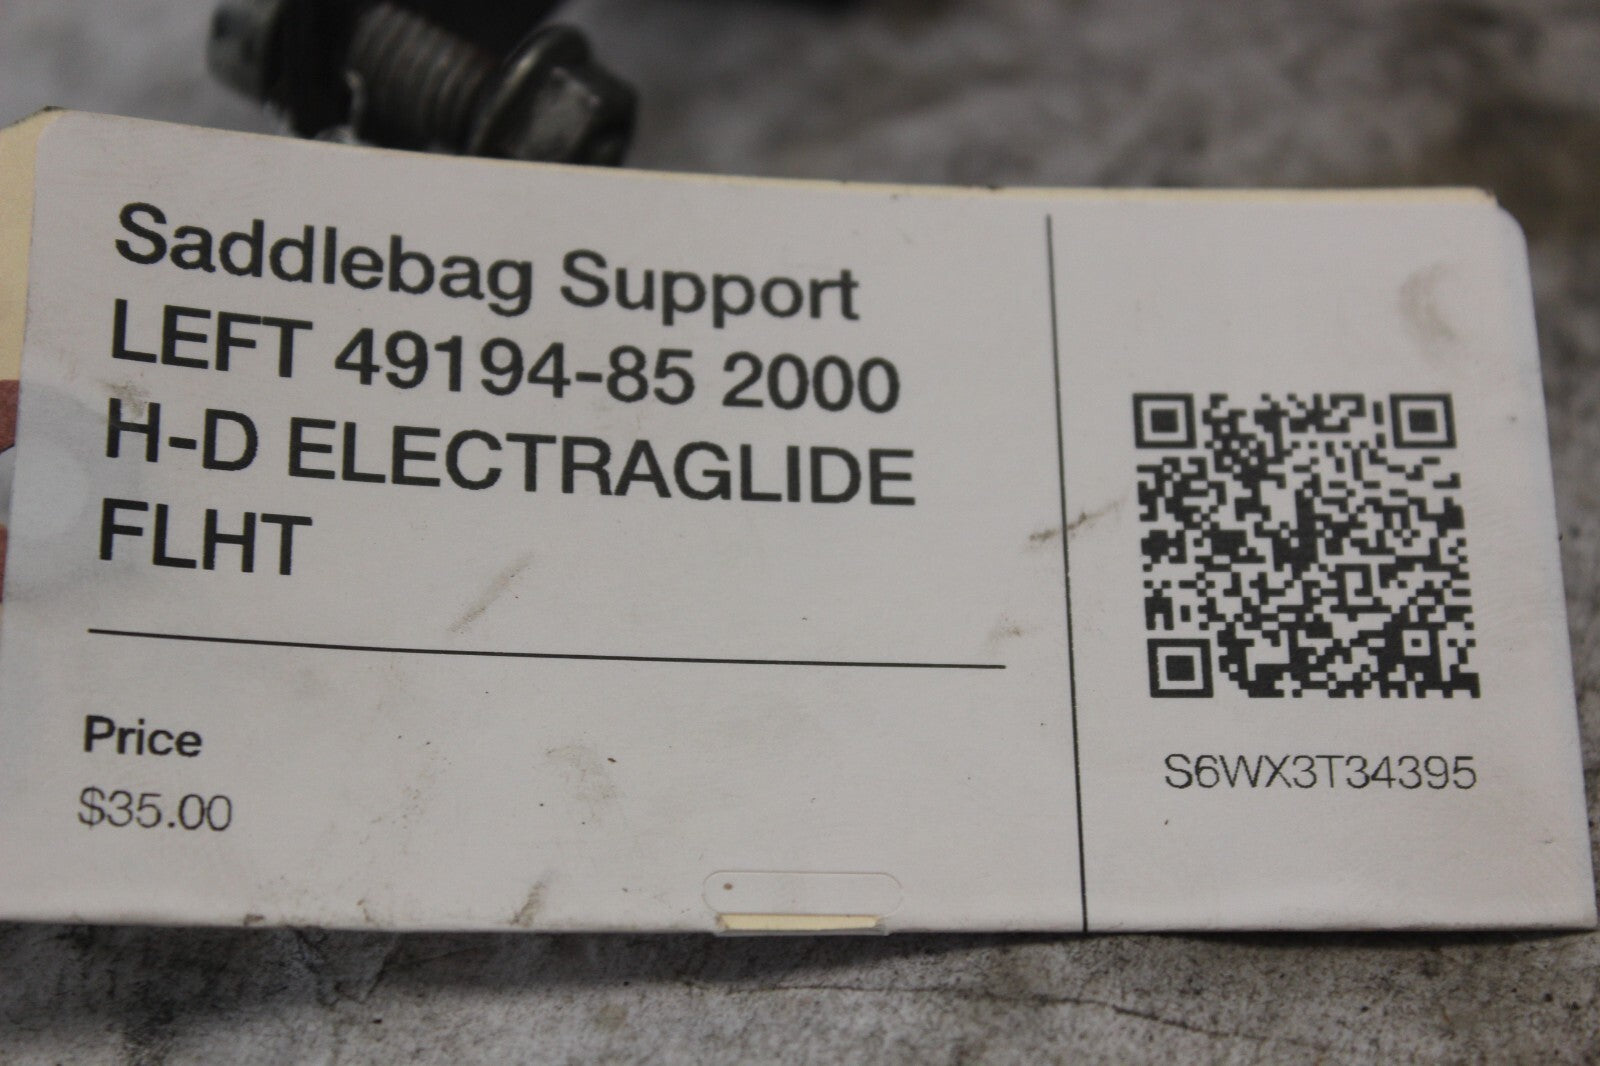 Saddlebag Support
LEFT 49194-85 2000
H-D ELECTRAGLIDE
FLHT
Price
$35.00
S6WX3T34395